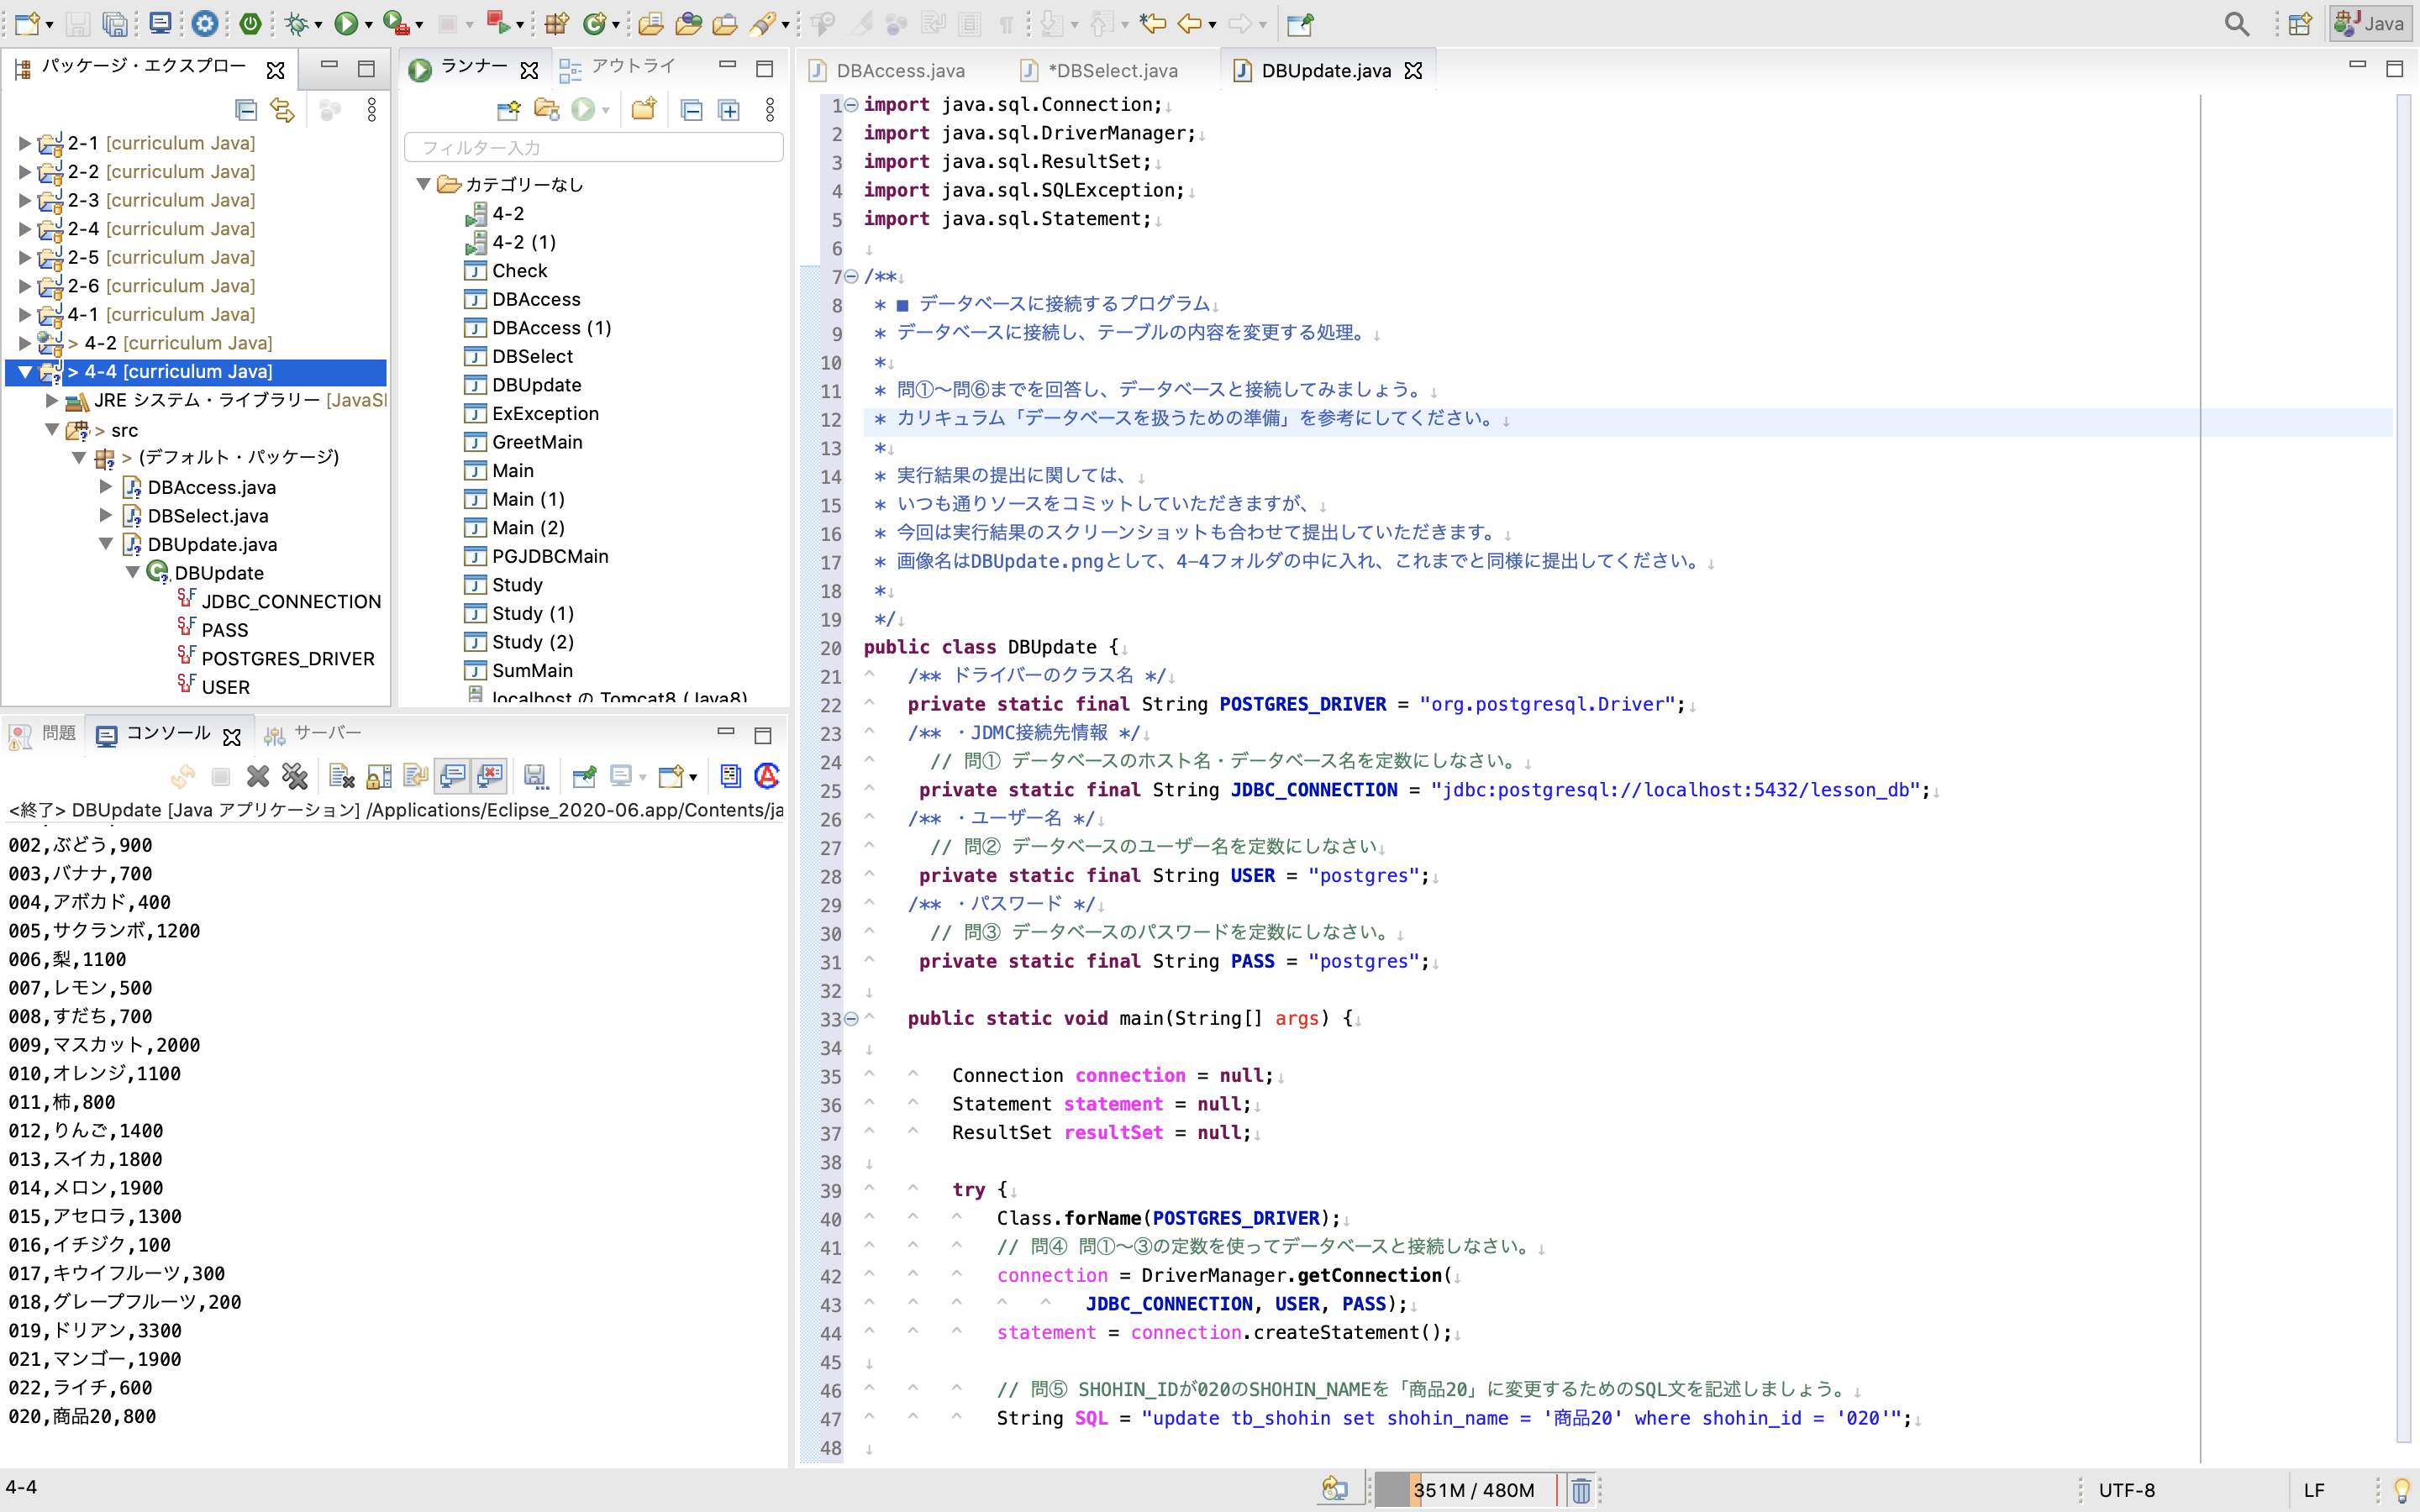 Java
パッケージ・エクスプロー
ランナー
アウトライ
DBAccess.java
*DBSelect.java
DBUpdate.java
2-1 [curriculum Java]
2-2 [curriculum Java]
2-3 [curriculum Java]
2-4 [curriculum Java]
2-5 [curriculum Java]
2-6 [curriculum Java]
4-1 [curriculum Java]
> 4-2 [curriculum Java]
> 4-4 [curriculum Java]
JRE システム・ライブラリー [JavaSI
> src
> (デフォルト・パッケージ)
DBAccess.java
DBSelect.java
DBUpdate.java
DBUpdate
JDBC_CONNECTION
PASS
POSTGRES_DRIVER
USER
フィルター入力
カテゴリーなし
4-2
4-2 (1)
Check
DBAccess
DBAccess (1)
DBSelect
DBUpdate
ExException
GreetMain
Main
Main (1)
Main (2)
PGJDBCMain
Study
Study (1)
Study (2)
SumMain
localhost の Tomcat8 (Java8)
問題
コンソール
サーバー
<終了> DBUpdate [Java アプリケーション] /Applications/Eclipse_2020-06.app/Contents/ja
002,ぶどう,900
003,バナナ,700
004,アボカド,400
005,サクランボ,1200
006,梨,1100
007,レモン,500
008,すだち,700
009,マスカット,2000
010,オレンジ,1100
011,柿,800
012,りんご,1400
013,スイカ,1800
014,メロン,1900
015,アセロラ,1300
016,イチジク,100
017,キウイフルーツ,300
018,グレープフルーツ,200
019,ドリアン,3300
021,マンゴー,1900
022,ライチ,600
020,商品20,800
1 import java.sql.Connection;
2 import java.sql.DriverManager;
3 import java.sql.ResultSet;
4 import java.sql.SQLException;
5 import java.sql.Statement;
6
7 /**
8 * ■ データベースに接続するプログラム
9 * データベースに接続し、テーブルの内容を変更する処理。
10 *
11 * 問①〜問⑥までを回答し、データベースと接続してみましょう。
12 * カリキュラム「データベースを扱うための準備」を参考にしてください。
13 *
14 * 実行結果の提出に関しては、
15 * いつも通りソースをコミットしていただきますが、
16 * 今回は実行結果のスクリーンショットも合わせて提出していただきます。
17 * 画像名はDBUpdate.pngとして、4-4フォルダの中に入れ、これまでと同様に提出してください。
18 *
19 */
20 public class DBUpdate {
21 /** ドライバーのクラス名 */
22 private static final String POSTGRES_DRIVER = "org.postgresql.Driver";
23 /** ・JDMC接続先情報 */
24 // 問① データベースのホスト名・データベース名を定数にしなさい。
25 private static final String JDBC_CONNECTION = "jdbc:postgresql://localhost:5432/lesson_db";
26 /** ・ユーザー名 */
27 // 問② データベースのユーザー名を定数にしなさい
28 private static final String USER = "postgres";
29 /** ・パスワード */
30 // 問③ データベースのパスワードを定数にしなさい。
31 private static final String PASS = "postgres";
32
33 public static void main(String[] args) {
34
35 Connection connection = null;
36 Statement statement = null;
37 ResultSet resultSet = null;
38
39 try {
40 Class.forName(POSTGRES_DRIVER);
41 // 問④ 問①〜③の定数を使ってデータベースと接続しなさい。
42 connection = DriverManager.getConnection(
43 JDBC_CONNECTION, USER, PASS);
44 statement = connection.createStatement();
45
46 // 問⑤ SHOHIN_IDが020のSHOHIN_NAMEを「商品20」に変更するためのSQL文を記述しましょう。
47 String SQL = "update tb_shohin set shohin_name = '商品20' where shohin_id = '020'";
48
4-4
351M / 480M
UTF-8
LF